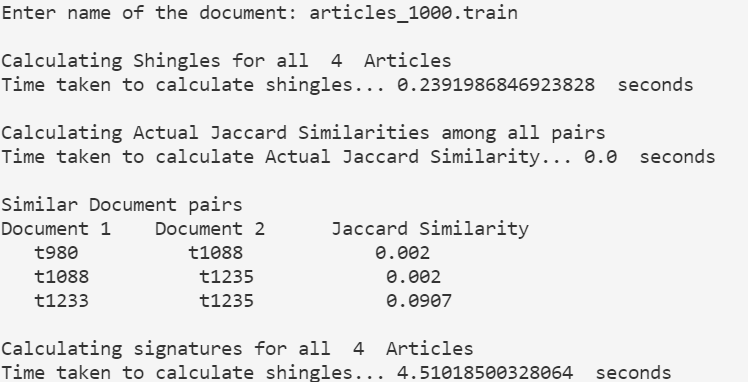 Enter name of the document: articles_1000.train
Calculating Shingles for all 4 Articles
Time taken to calculate shingles... 0.2391986846923828 seconds
Calculating Actual Jaccard Similarities among all pairs
Time taken to calculate Actual Jaccard Similarity... 0.0 seconds
Similar Document pairs
Document 1 Document 2 Jaccard Similarity
t980 t1088 0.002
t1088 t1235 0.002
t1233 t1235 0.0907
Calculating signatures for all 4 Articles
Time taken to calculate shingles... 4.51018500328064 seconds